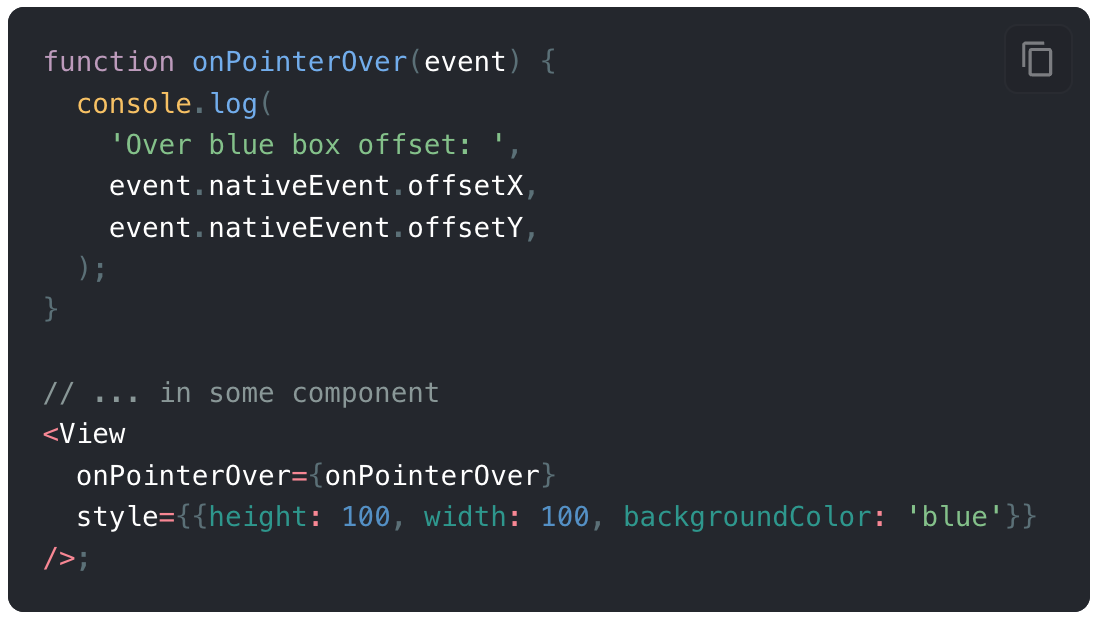 function onPointerOver(event) {
  console.log(
    'Over blue box offset: ',
    event.nativeEvent.offsetX,
    event.nativeEvent.offsetY,
  );
}

// ... in some component
<View
  onPointerOver={onPointerOver}
  style={{height: 100, width: 100, backgroundColor: 'blue'}}
/>;